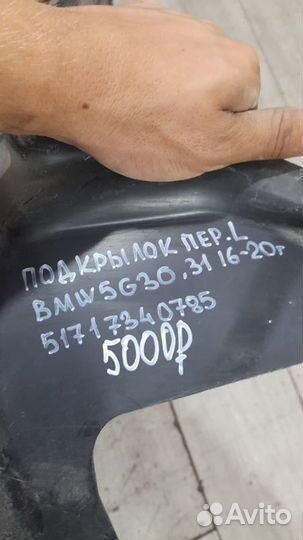 ПОДКРЫЛОК ПЕР. L
BMW 5 G30, 31 16-20г
51717340785
5000₽
Avito